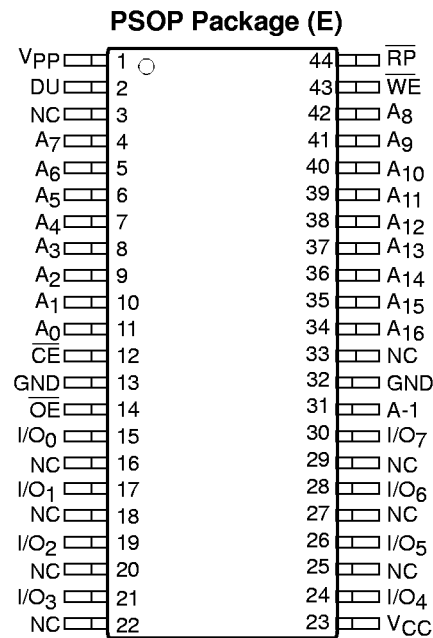 PSOP Package (E)
VPP 1 44 RP
DU 2 43 WE
NC 3 42 A8
A7 4 41 A9
A6 5 40 A10
A5 6 39 A11
A4 7 38 A12
A3 8 37 A13
A2 9 36 A14
A1 10 35 A15
A0 11 34 A16
CE 12 33 NC
GND 13 32 GND
OE 14 31 A-1
I/O0 15 30 I/O7
NC 16 29 NC
I/O1 17 28 I/O6
NC 18 27 NC
I/O2 19 26 I/O5
NC 20 25 NC
I/O3 21 24 I/O4
NC 22 23 VCC